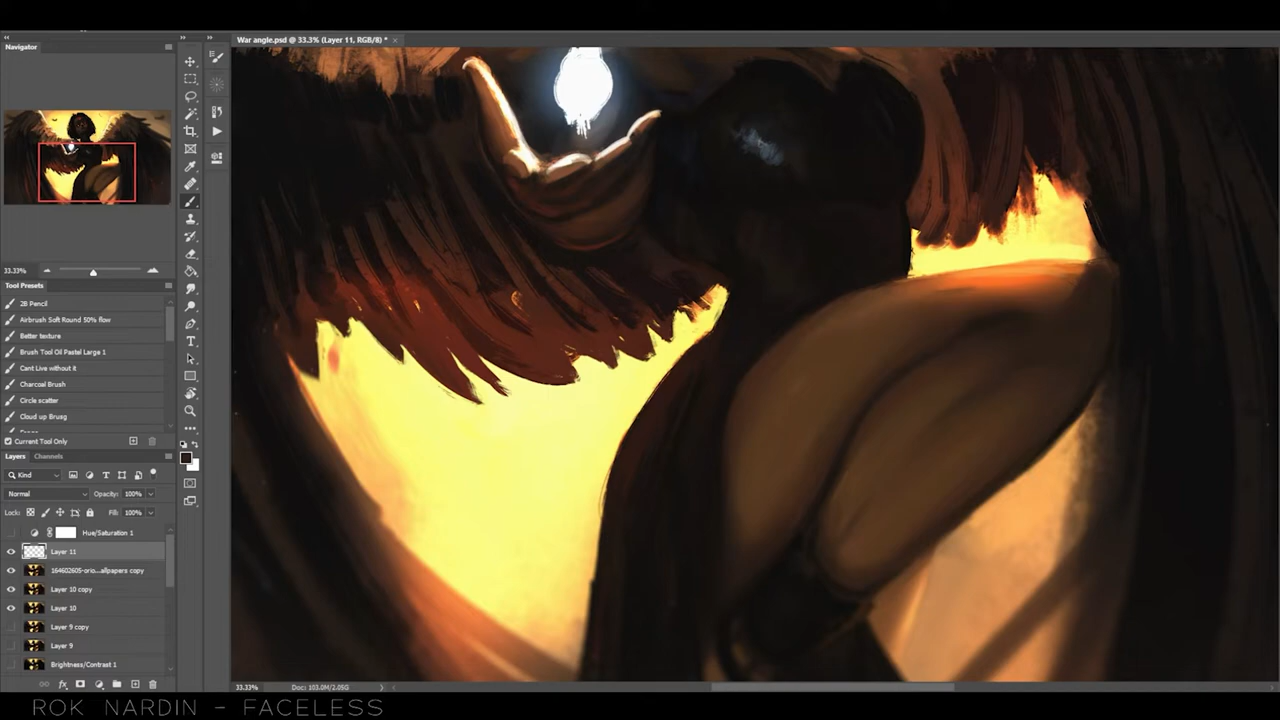 Navigator
War angle.psd @ 33.3% (Layer 11, RGB/8) *
33.33%
Tool Presets
2B Pencil
Airbrush Soft Round 50% flow
Better texture
Brush Tool Oil Pastel Large 1
Cant Live without it
Charcoal Brush
Circle scatter
Cloud up Brusg
Current Tool Only
Layers Channels
Kind
Normal Opacity: 100%
Lock: Fill: 100%
Hue/Saturation 1
Layer 11
164602605-orio...allpapers copy
Layer 10 copy
Layer 10
Layer 9 copy
Layer 9
Brightness/Contrast 1
33.33% Doc: 103.0M/2.05G
ROK NARDIN - FACELESS